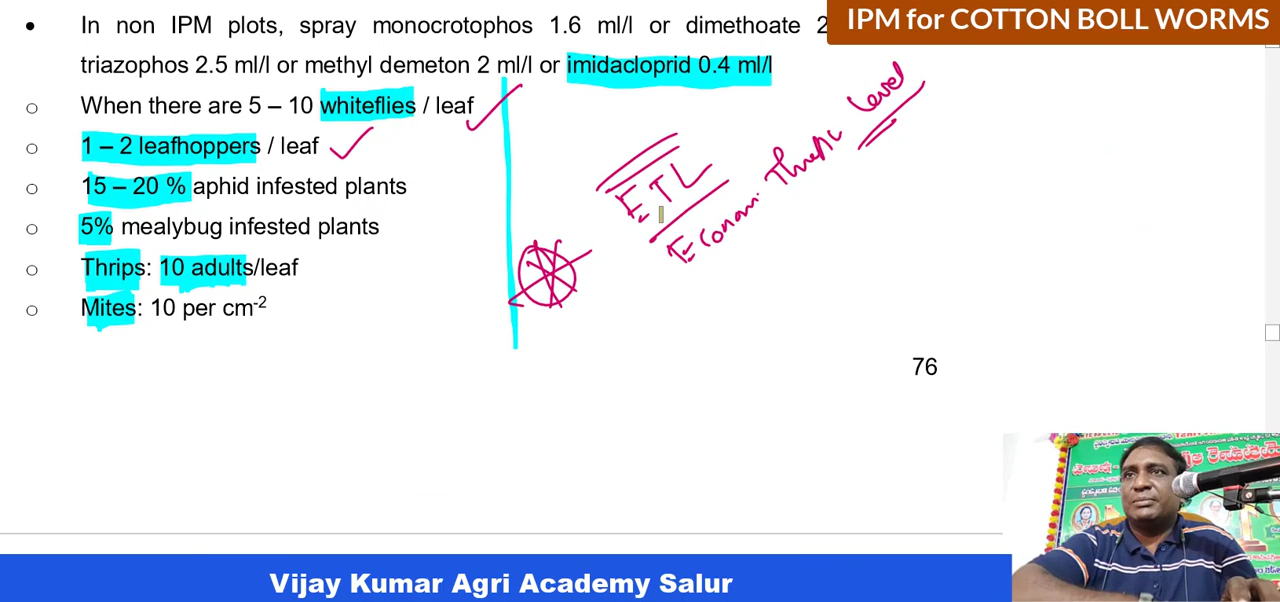 IPM for COTTON BOLL WORMS
• In non IPM plots, spray monocrotophos 1.6 ml/l or dimethoate 2
triazophos 2.5 ml/l or methyl demeton 2 ml/l or imidacloprid 0.4 ml/l
o When there are 5 – 10 whiteflies / leaf
o 1 – 2 leafhoppers / leaf
o 15 – 20 % aphid infested plants
o 5% mealybug infested plants
o Thrips: 10 adults/leaf
o Mites: 10 per cm-2
ETL
Level
76
Vijay Kumar Agri Academy Salur